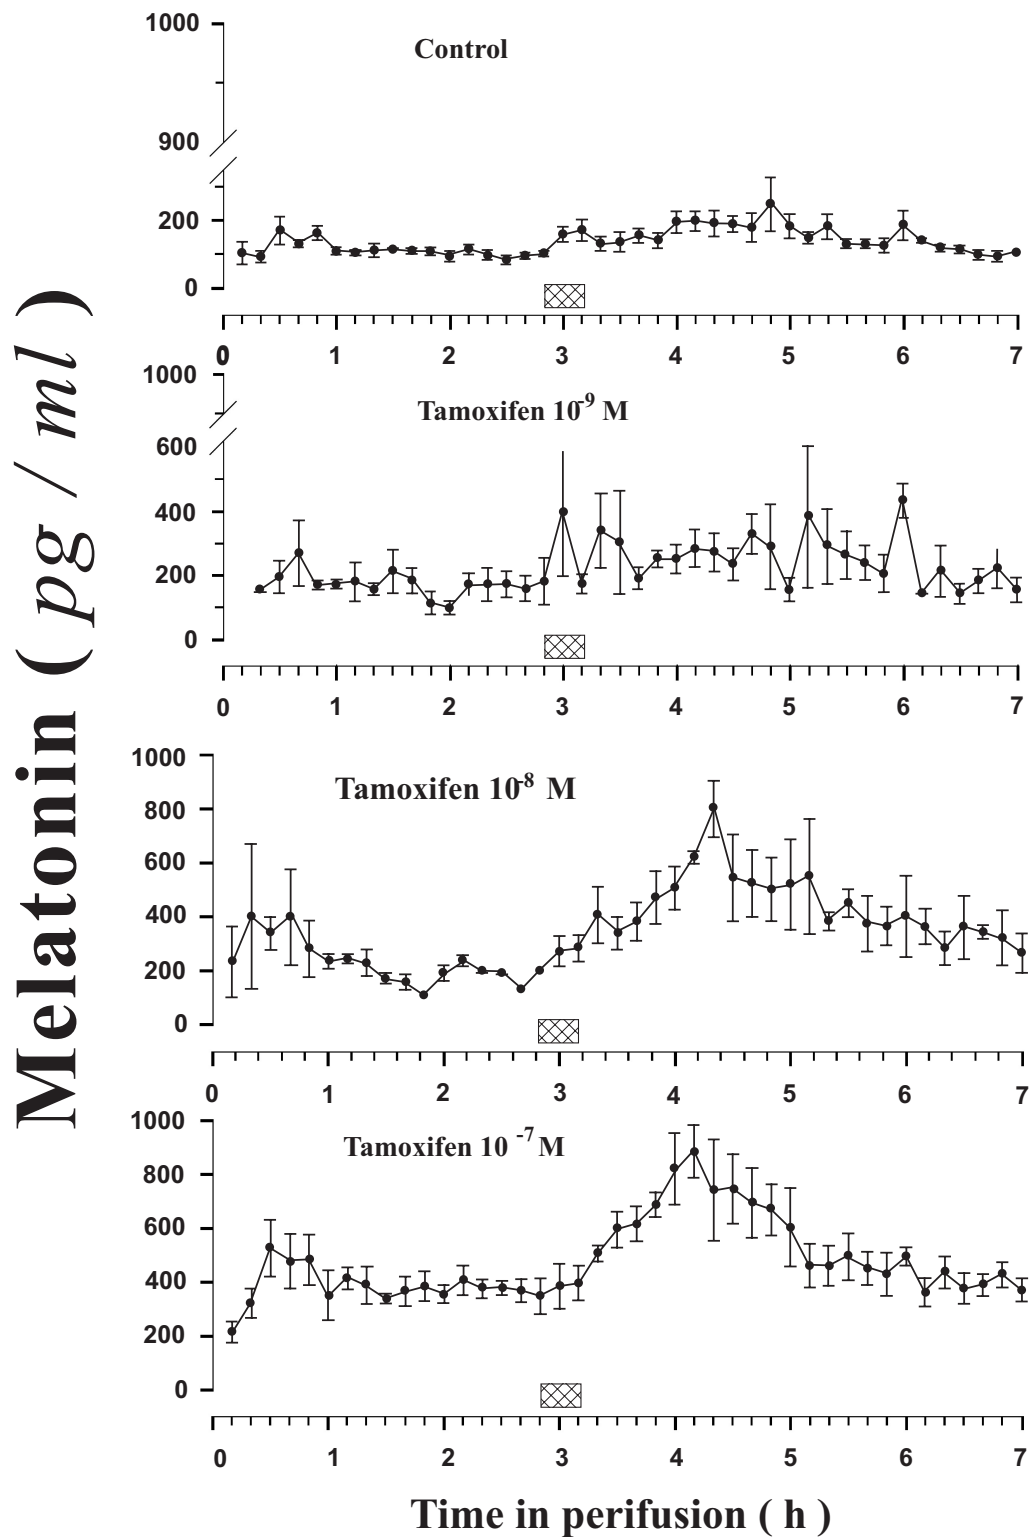 Melatonin ( pg / ml )
1000
Control
900
200
0
0 1 2 3 4 5 6 7
1000
Tamoxifen 10-9 M
600
400
200
0
0 1 2 3 4 5 6 7
1000
Tamoxifen 10-8 M
800
600
400
200
0
0 1 2 3 4 5 6 7
1000
Tamoxifen 10 -7 M
800
600
400
200
0
0 1 2 3 4 5 6 7
Time in perifusion ( h )